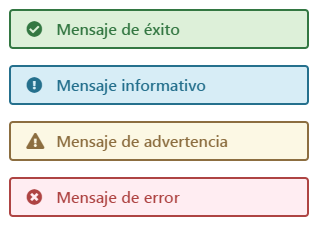 Mensaje de éxito
Mensaje informativo
Mensaje de advertencia
Mensaje de error